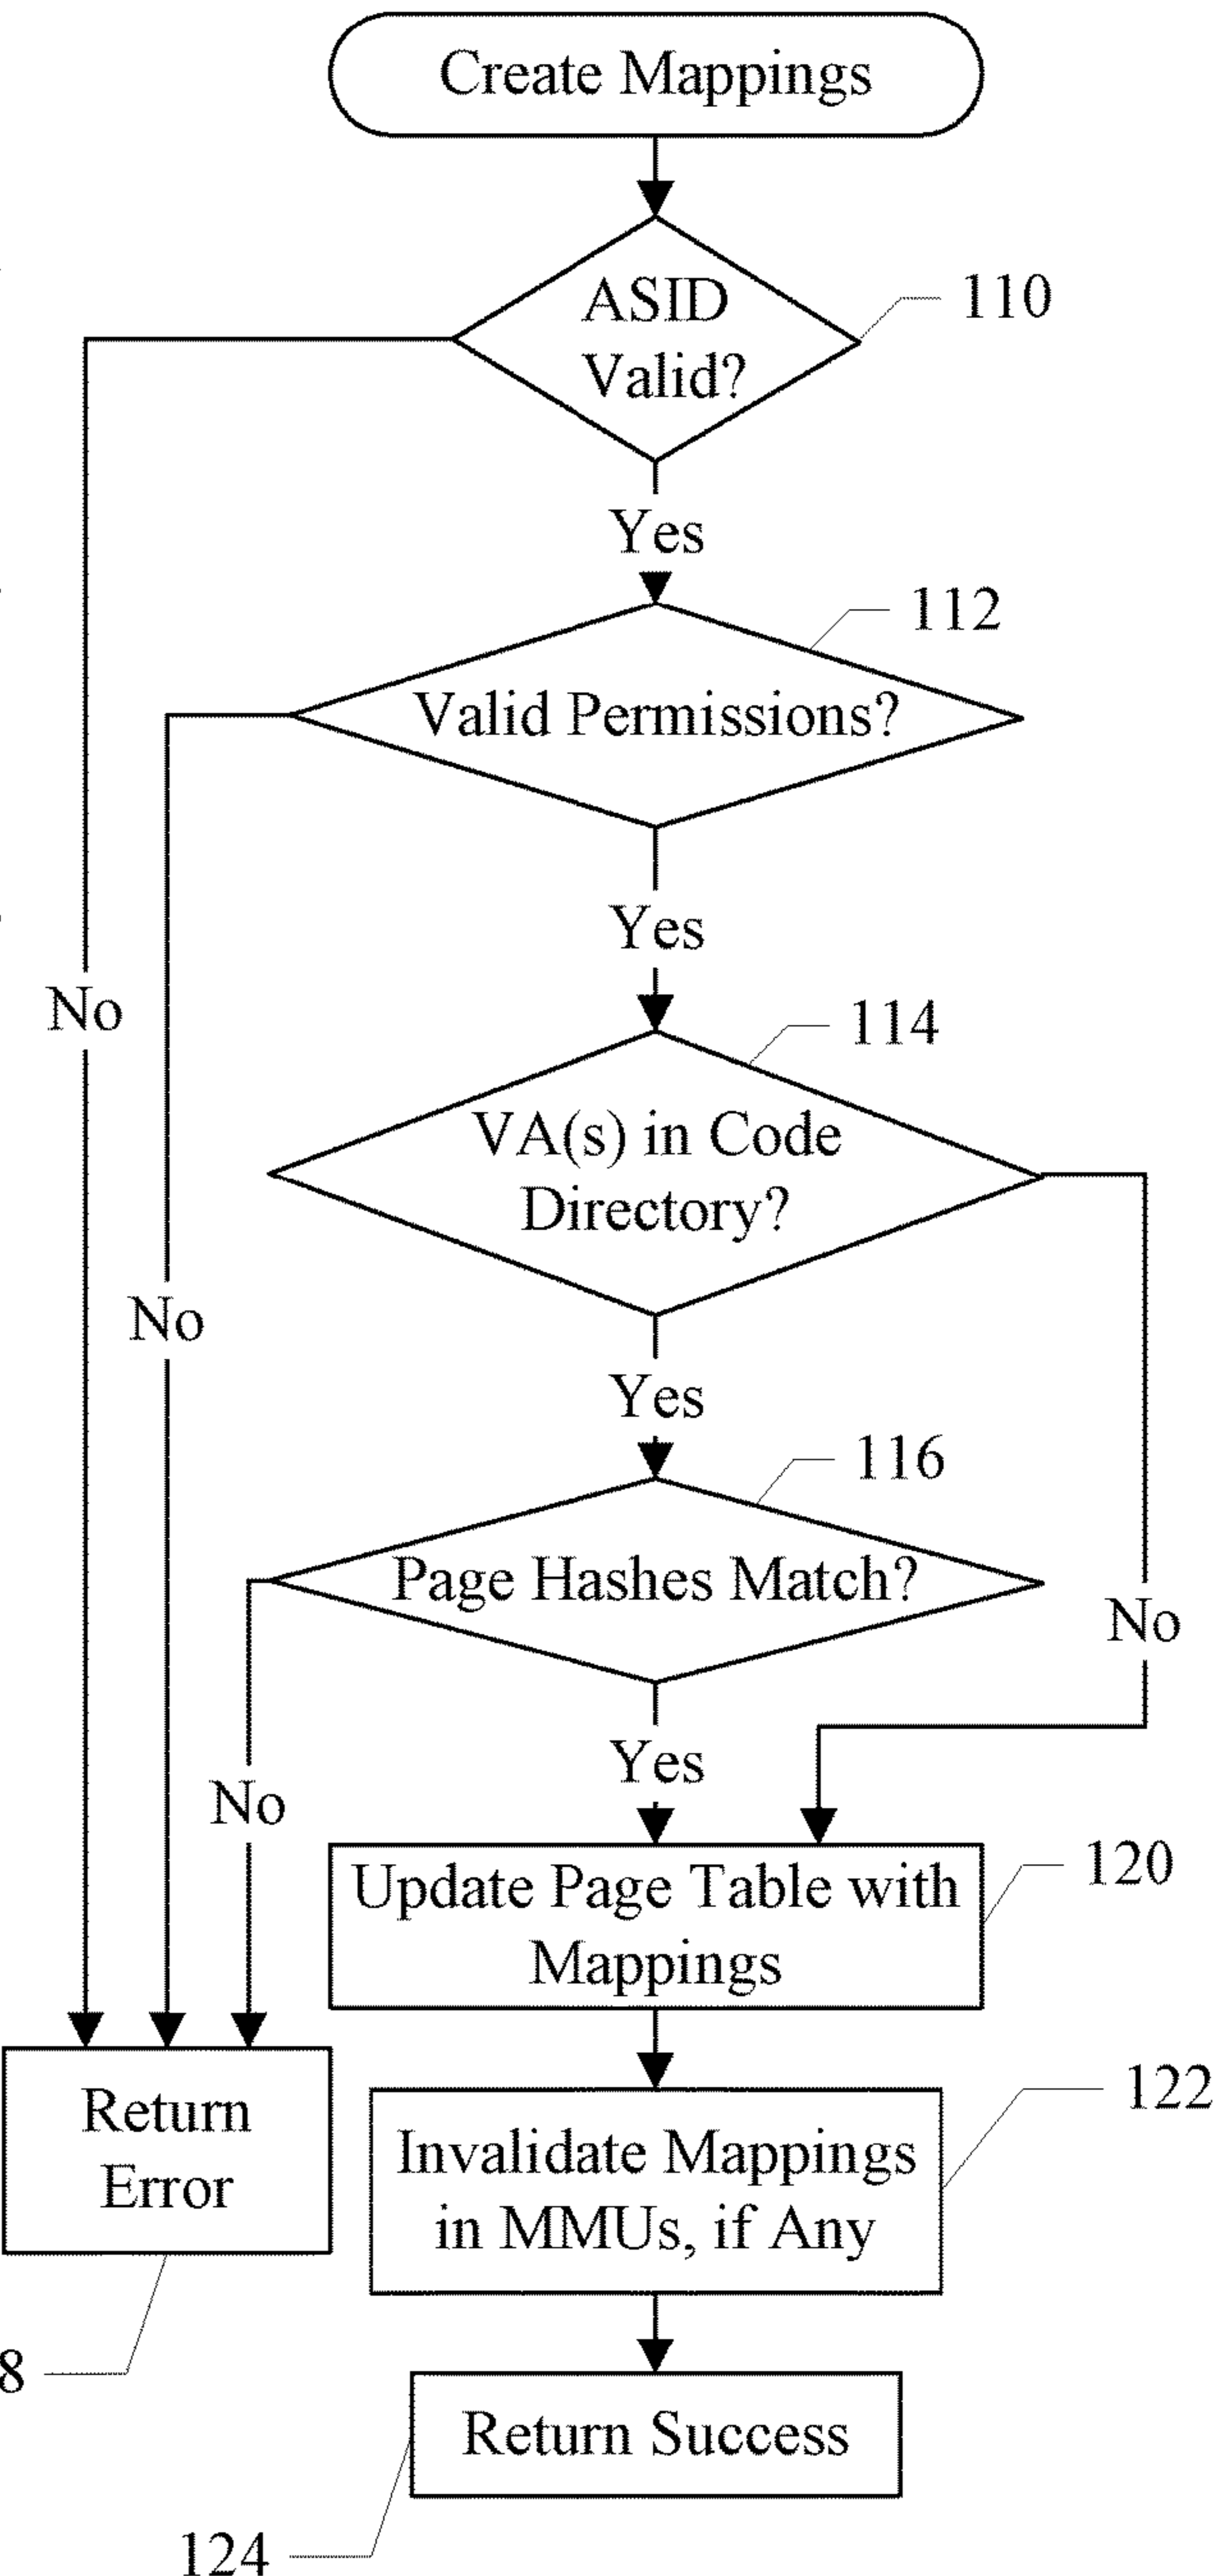 Create Mappings
ASID
Valid?
110
Yes
112
Valid Permissions?
Yes
No
114
VA(s) in Code
Directory?
No
Yes
116
Page Hashes Match?
No
Yes
No
120
Update Page Table with
Mappings
Return
Error
122
Invalidate Mappings
in MMUs, if Any
8
Return Success
124